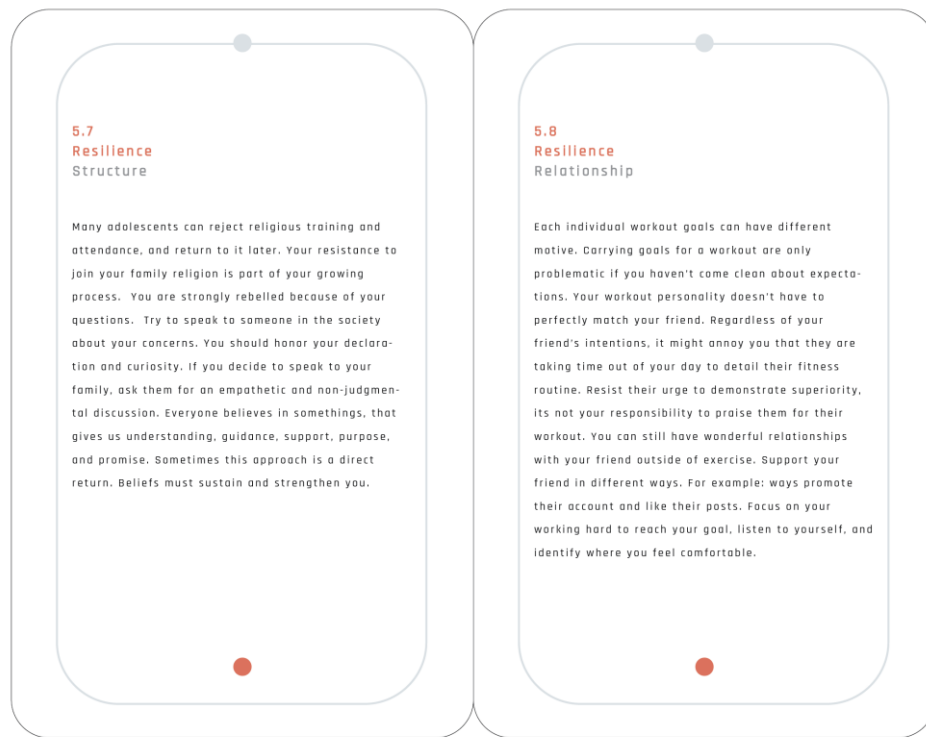 5.7
Resilience
Structure
Many adolescents can reject religious training and
attendance, and return to it later. Your resistance to
join your family religion is part of your growing
process.  You are strongly rebelled because of your
questions.  Try to speak to someone in the society
about your concerns. You should honor your declara-
tion and curiosity. If you decide to speak to your
family, ask them for an empathetic and non-judgmen-
tal discussion. Everyone believes in somethings, that
gives us understanding, guidance, support, purpose,
and promise. Sometimes this approach is a direct
return. Beliefs must sustain and strengthen you.
5.8
Resilience
Relationship
Each individual workout goals can have different
motive. Carrying goals for a workout are only
problematic if you haven't come clean about expecta-
tions. Your workout personality doesn't have to
perfectly match your friend. Regardless of your
friend's intentions, it might annoy you that they are
taking time out of your day to detail their fitness
routine. Resist their urge to demonstrate superiority,
its not your responsibility to praise them for their
workout. You can still have wonderful relationships
with your friend outside of exercise. Support your
friend in different ways. For example: ways promote
their account and like their posts. Focus on your
working hard to reach your goal, listen to yourself, and
identify where you feel comfortable.